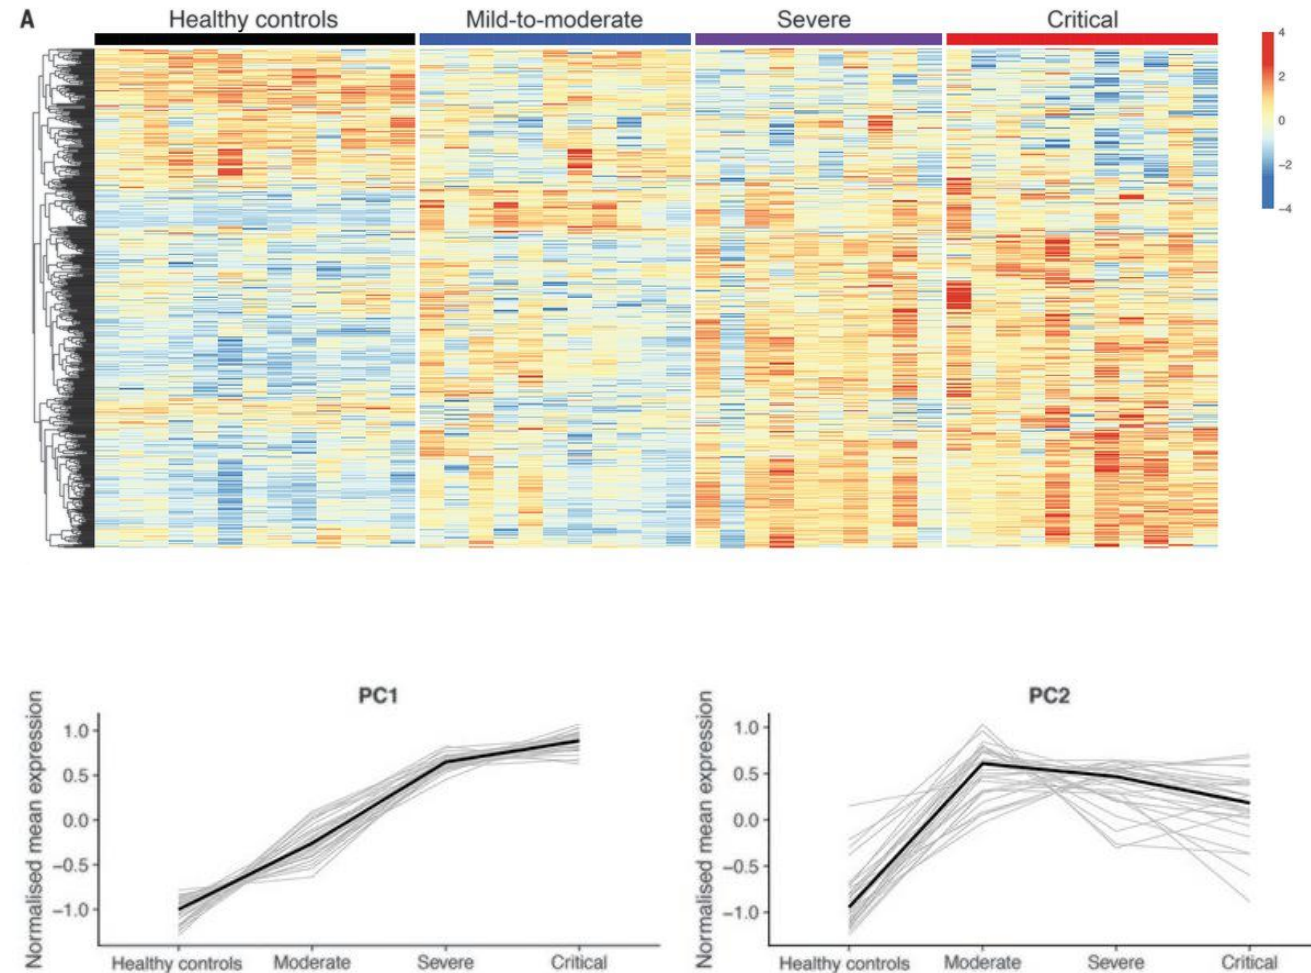 A
Healthy controls Mild-to-moderate Severe Critical
4
2
0
−2
−4
PC1
Normalised mean expression
1.0
0.5
0.0
−0.5
−1.0
Healthy controls Moderate Severe Critical
PC2
Normalised mean expression
1.0
0.5
0.0
−0.5
−1.0
Healthy controls Moderate Severe Critical